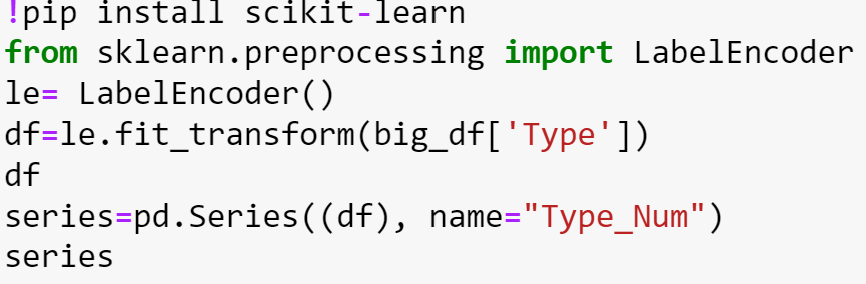 !pip install scikit-learn
from sklearn.preprocessing import LabelEncoder
le= LabelEncoder()
df=le.fit_transform(big_df['Type'])
df
series=pd.Series((df), name="Type_Num")
series